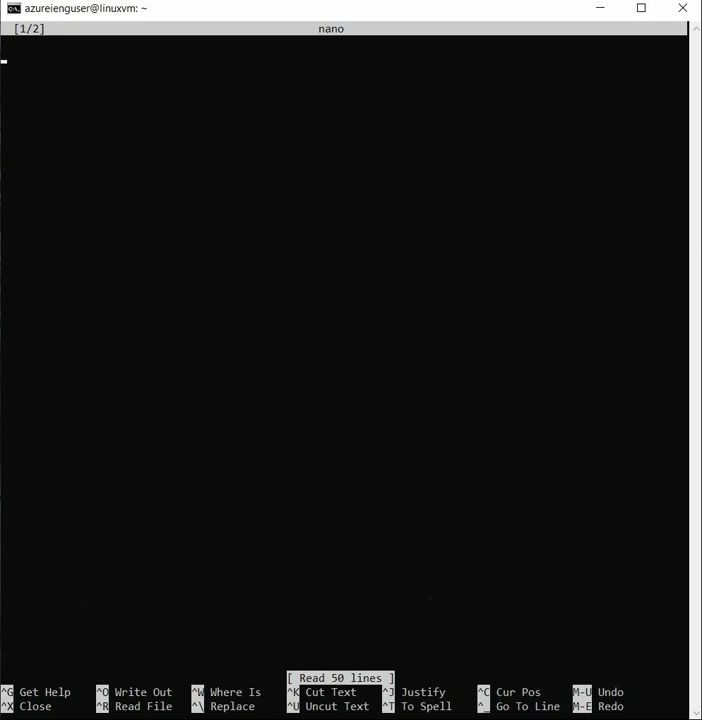 azureienguser@linuxvm: ~
[1/2] nano
[ Read 50 lines ]
^G Get Help ^O Write Out ^W Where Is ^K Cut Text ^J Justify ^C Cur Pos M-U Undo
^X Close ^R Read File ^\ Replace ^U Uncut Text ^T To Spell ^_ Go To Line M-E Redo